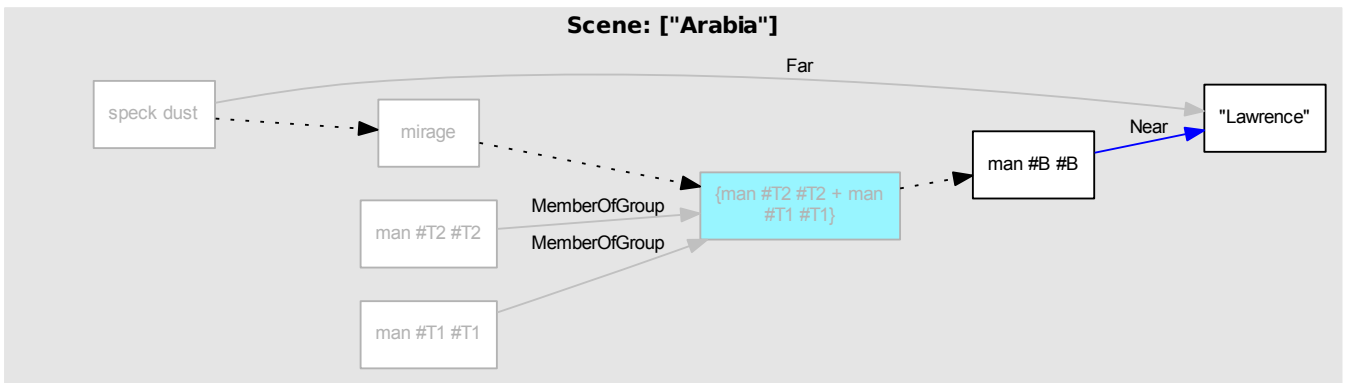 Scene: ["Arabia"]
Far
speck dust
"Lawrence"
mirage
Near
man #B #B
{man #T2 #T2 + man
#T1 #T1}
MemberOfGroup
man #T2 #T2
MemberOfGroup
man #T1 #T1